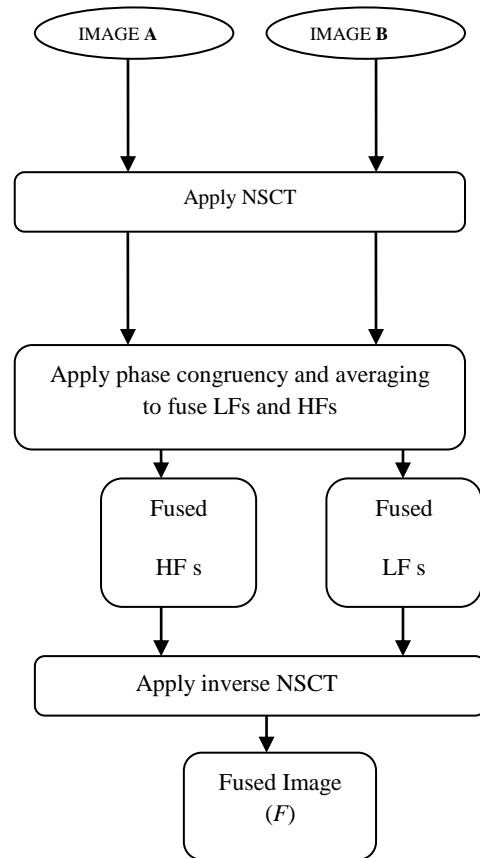 IMAGE A
IMAGE B
Apply NSCT
Apply phase congruency and averaging
to fuse LFs and HFs
Fused
HF s
Fused
LF s
Apply inverse NSCT
Fused Image
(F)